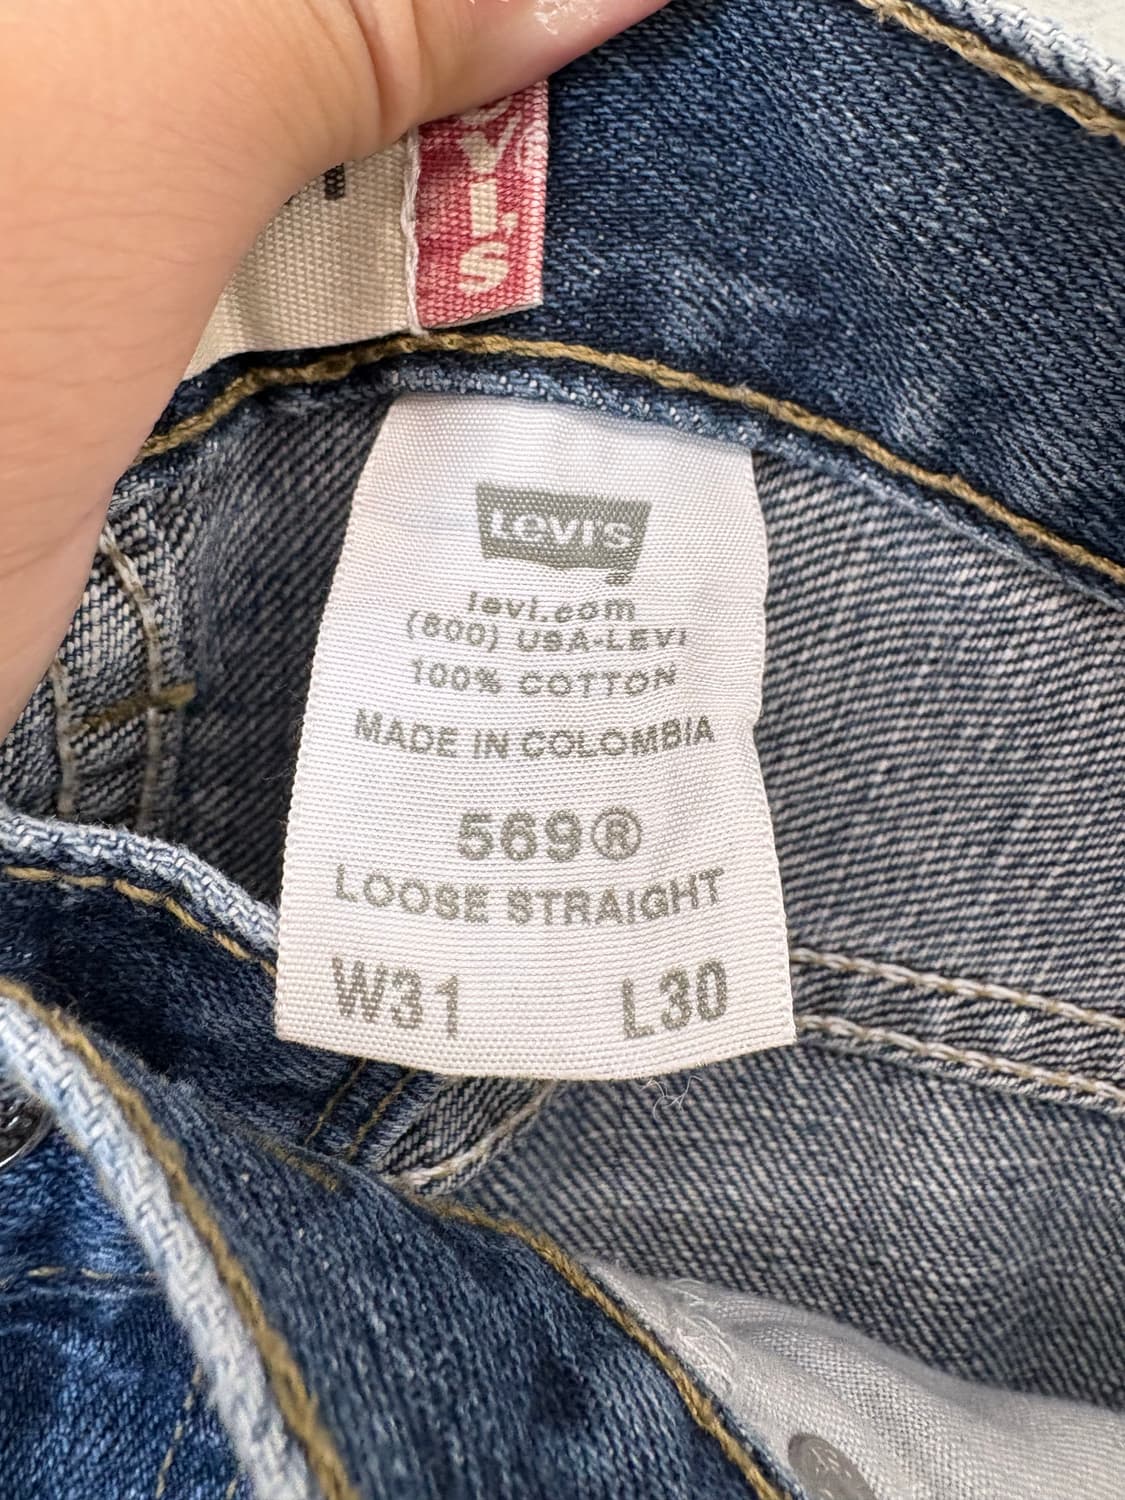 LEVI'S
levi.com
(800) USA-LEVI
100% COTTON
MADE IN COLOMBIA
569®
LOOSE STRAIGHT
W31 L30